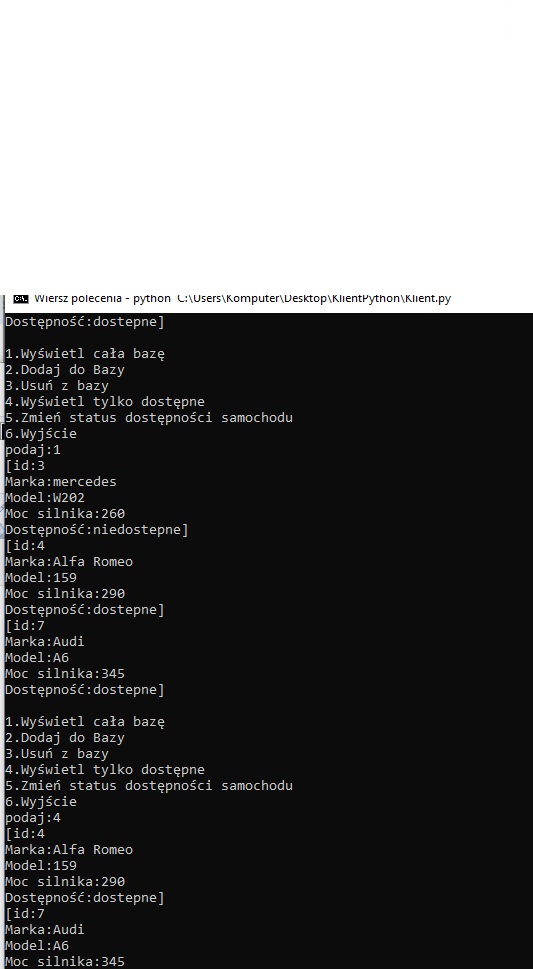 Wiersz polecenia - python C:\Users\Komputer\Desktop\KlientPython\Klient.py
Dostępność:dostepne]
1.Wyświetl cała bazę
2.Dodaj do Bazy
3.Usuń z bazy
4.Wyświetl tylko dostępne
5.Zmień status dostępności samochodu
6.Wyjście
podaj:1
[id:3
Marka:mercedes
Model:W202
Moc silnika:260
Dostępność:niedostepne]
[id:4
Marka:Alfa Romeo
Model:159
Moc silnika:290
Dostępność:dostepne]
[id:7
Marka:Audi
Model:A6
Moc silnika:345
Dostępność:dostepne]
1.Wyświetl cała bazę
2.Dodaj do Bazy
3.Usuń z bazy
4.Wyświetl tylko dostępne
5.Zmień status dostępności samochodu
6.Wyjście
podaj:4
[id:4
Marka:Alfa Romeo
Model:159
Moc silnika:290
Dostępność:dostepne]
[id:7
Marka:Audi
Model:A6
Moc silnika:345